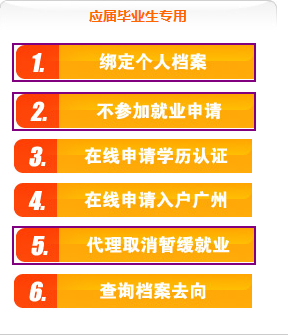 应届毕业生专用
1. 绑定个人档案
2. 不参加就业申请
3. 在线申请学历认证
4. 在线申请入户广州
5. 代理取消暂缓就业
6. 查询档案去向